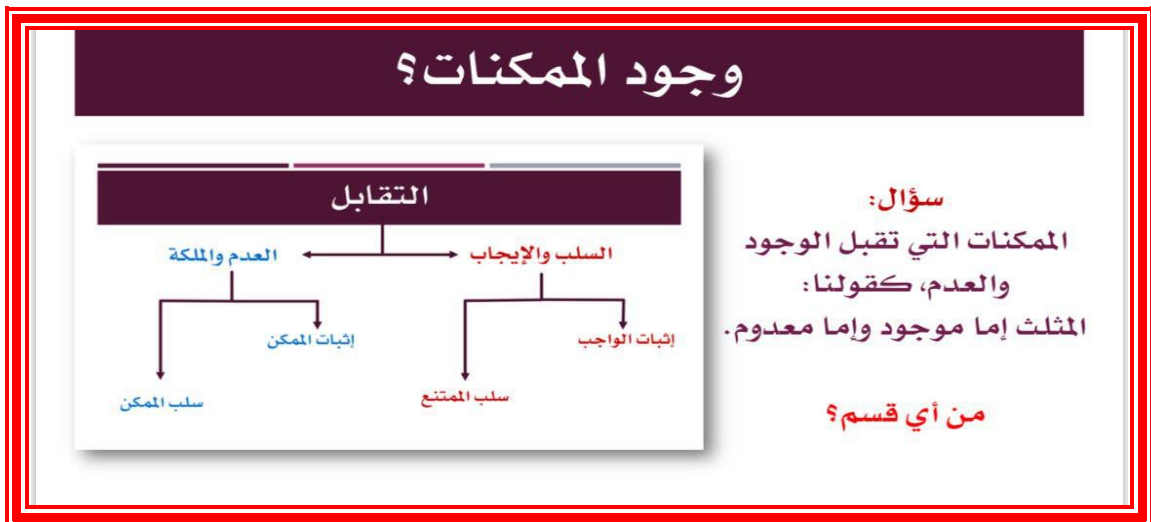 وجود الممكنات؟
سؤال:
الممكنات التي تقبل الوجود
والعدم، كقولنا:
المثلث إما موجود وإما معدوم.
من أي قسم؟
التقابل
السلب والإيجاب
العدم والملكة
إثبات الواجب
سلب الممتنع
إثبات الممكن
سلب الممكن